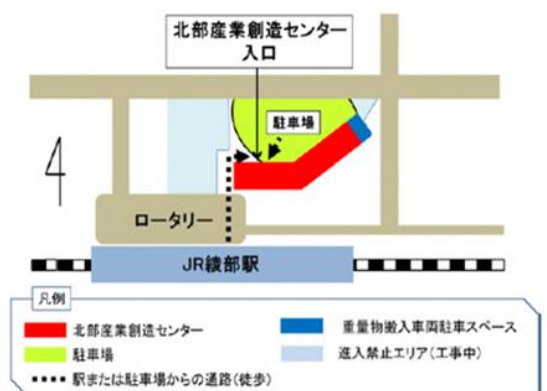 北部産業創造センター
入口
駐車場
ロータリー
JR綾部駅
凡例
北部産業創造センター
重量物搬入車両駐車スペース
駐車場
進入禁止エリア(工事中)
駅または駐車場からの通路(徒歩)